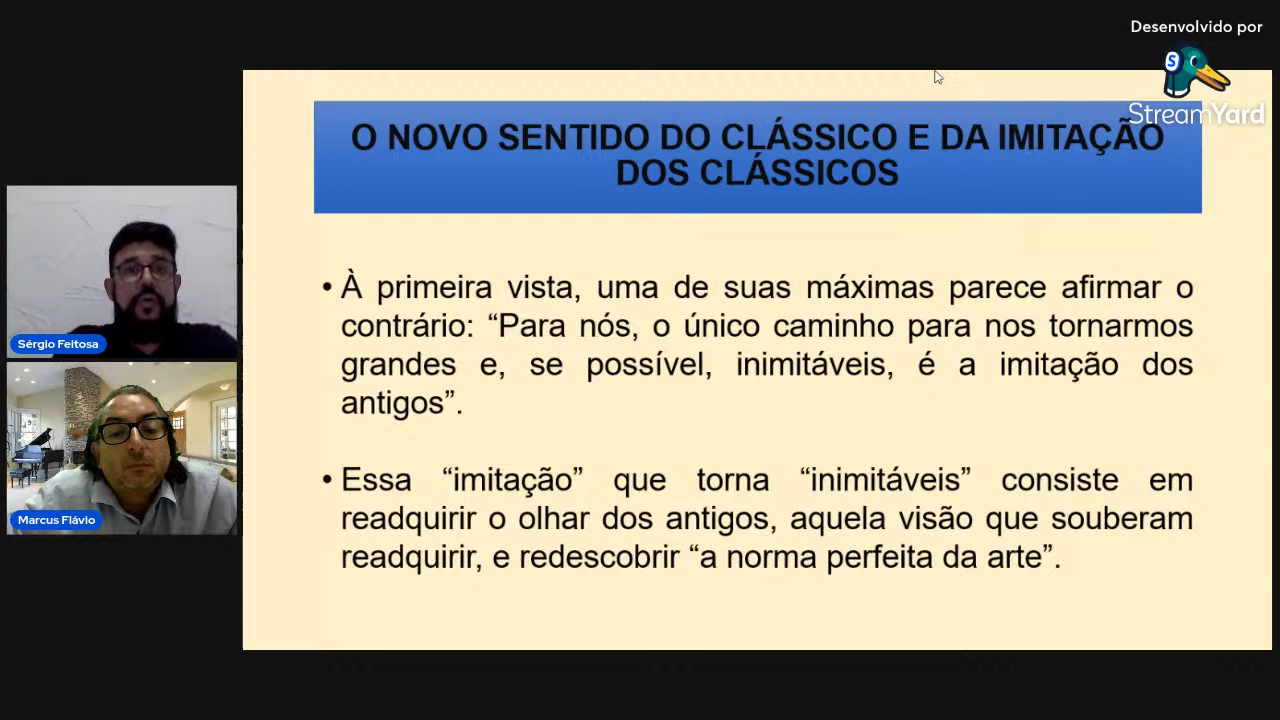 Desenvolvido por
StreamYard
O NOVO SENTIDO DO CLÁSSICO E DA IMITAÇÃO
DOS CLÁSSICOS
• À primeira vista, uma de suas máximas parece afirmar o
contrário: “Para nós, o único caminho para nos tornarmos
grandes e, se possível, inimitáveis, é a imitação dos
antigos”.
• Essa “imitação” que torna “inimitáveis” consiste em
readquirir o olhar dos antigos, aquela visão que souberam
readquirir, e redescobrir “a norma perfeita da arte”.
Sérgio Feitosa
Marcus Flávio